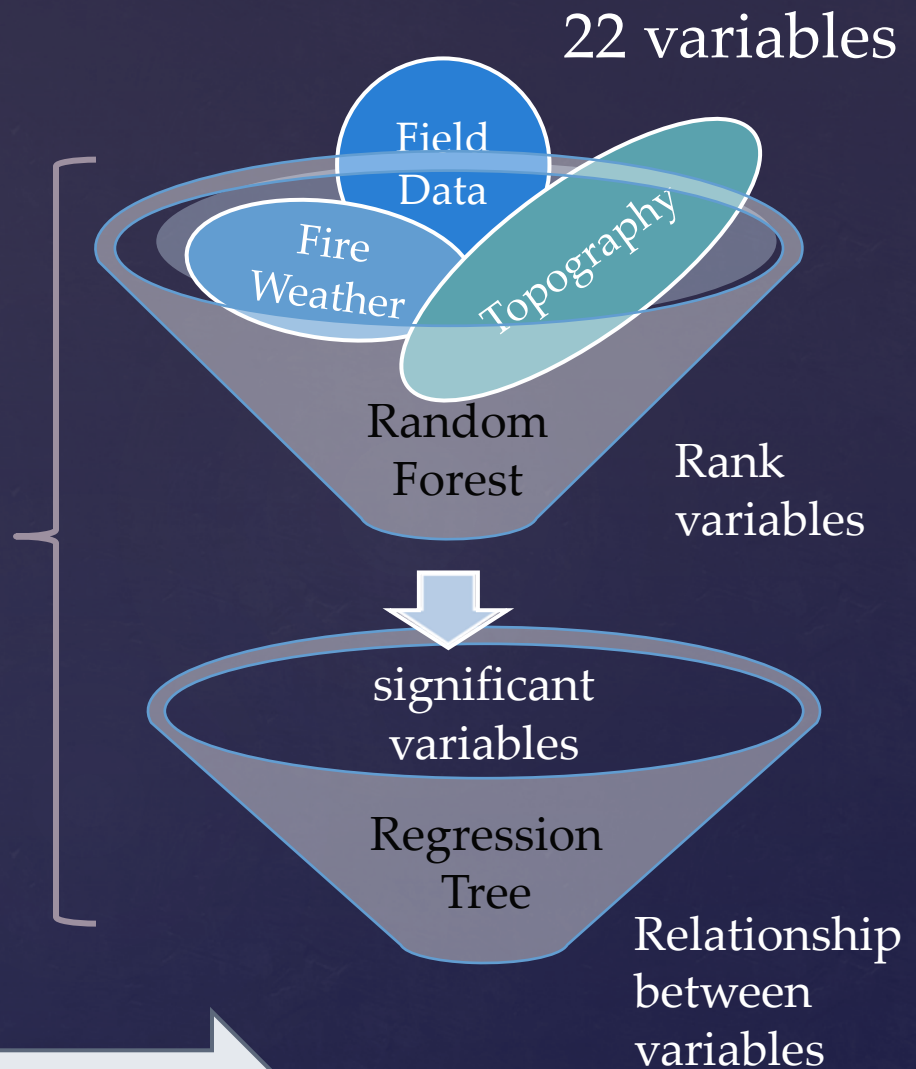 22 variables
Field
Data
Fire
Weather
Topography
Random
Forest
Rank
variables
significant
variables
Regression
Tree
Relationship
between
variables